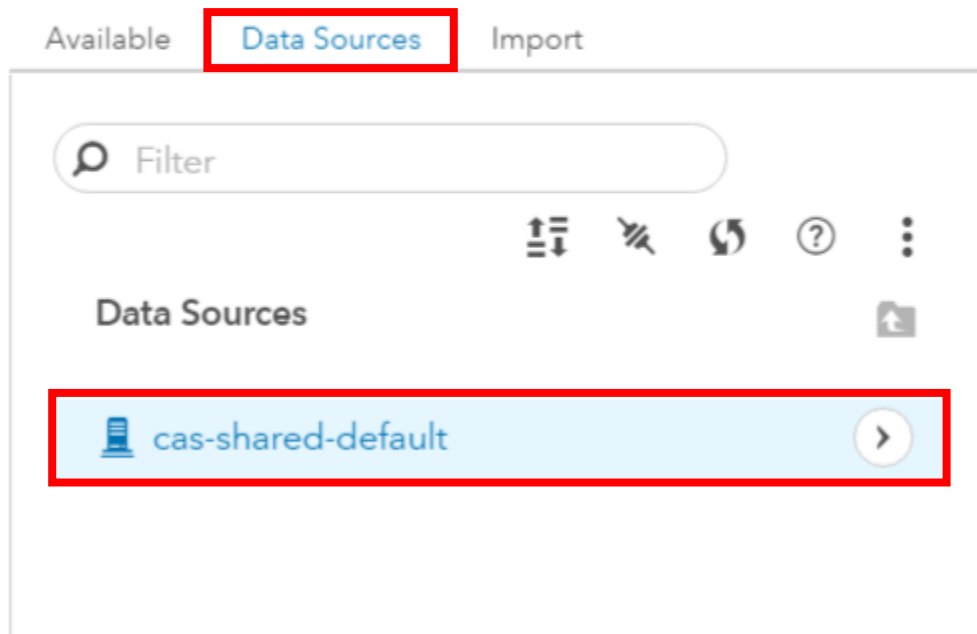 Available Data Sources Import
Filter
Data Sources
cas-shared-default